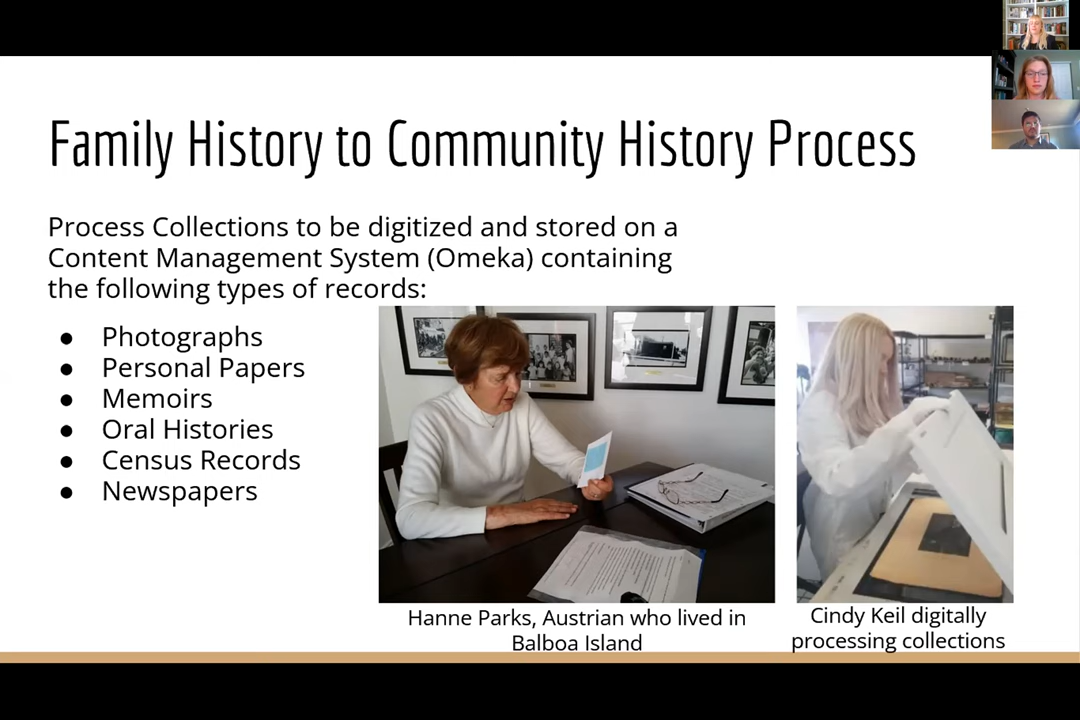 Family History to Community History Process
Process Collections to be digitized and stored on a
Content Management System (Omeka) containing
the following types of records:
● Photographs
● Personal Papers
● Memoirs
● Oral Histories
● Census Records
● Newspapers
Hanne Parks, Austrian who lived in
Balboa Island
Cindy Keil digitally
processing collections